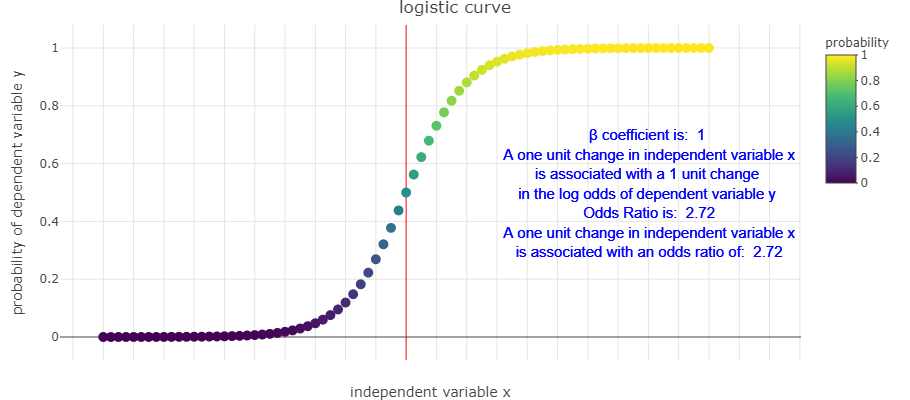 logistic curve
probability of dependent variable y
1
0.8
0.6
0.4
0.2
0
independent variable x
β coefficient is:  1
A one unit change in independent variable x
is associated with a 1 unit change
in the log odds of dependent variable y
Odds Ratio is:  2.72
A one unit change in independent variable x
is associated with an odds ratio of:  2.72
probability
1
0.8
0.6
0.4
0.2
0